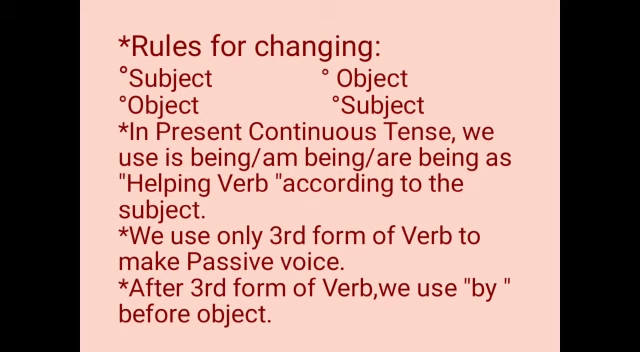 *Rules for changing:
°Subject ° Object
°Object °Subject
*In Present Continuous Tense, we
use is being/am being/are being as
"Helping Verb "according to the
subject.
*We use only 3rd form of Verb to
make Passive voice.
*After 3rd form of Verb,we use "by "
before object.